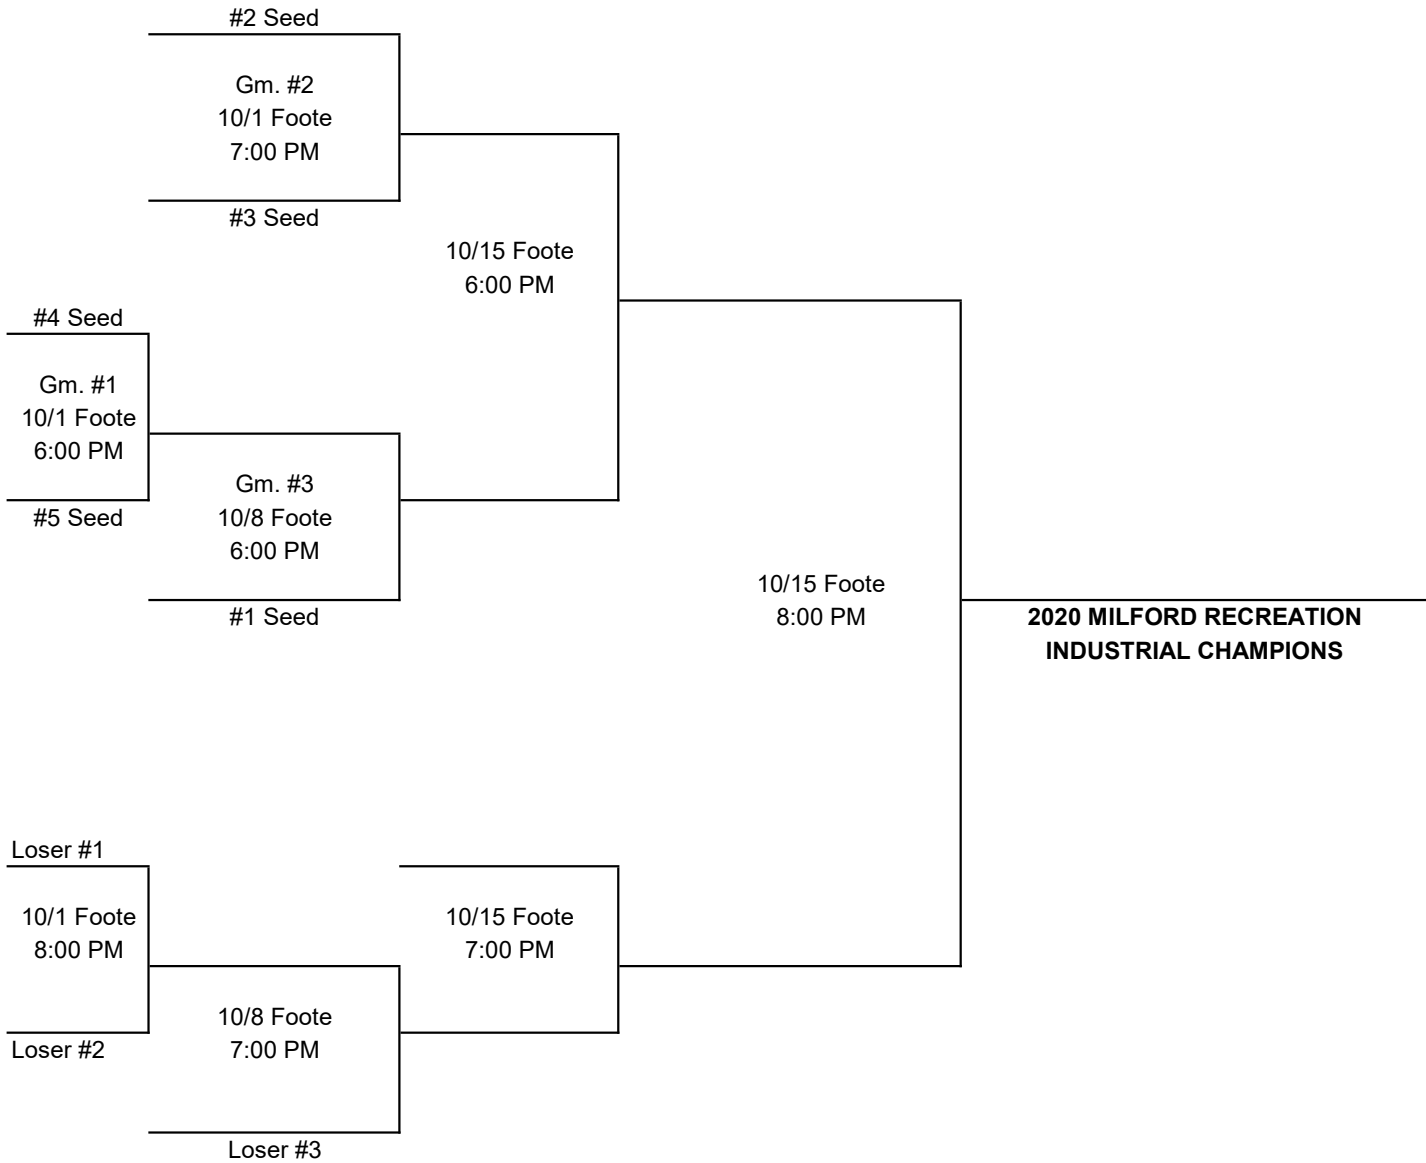 #2 Seed
Gm. #2
10/1 Foote
7:00 PM
#3 Seed
10/15 Foote
6:00 PM
#4 Seed
Gm. #1
10/1 Foote
6:00 PM
#5 Seed
Gm. #3
10/8 Foote
6:00 PM
#1 Seed
10/15 Foote
8:00 PM
2020 MILFORD RECREATION
INDUSTRIAL CHAMPIONS
Loser #1
10/1 Foote
8:00 PM
Loser #2
10/15 Foote
7:00 PM
10/8 Foote
7:00 PM
Loser #3